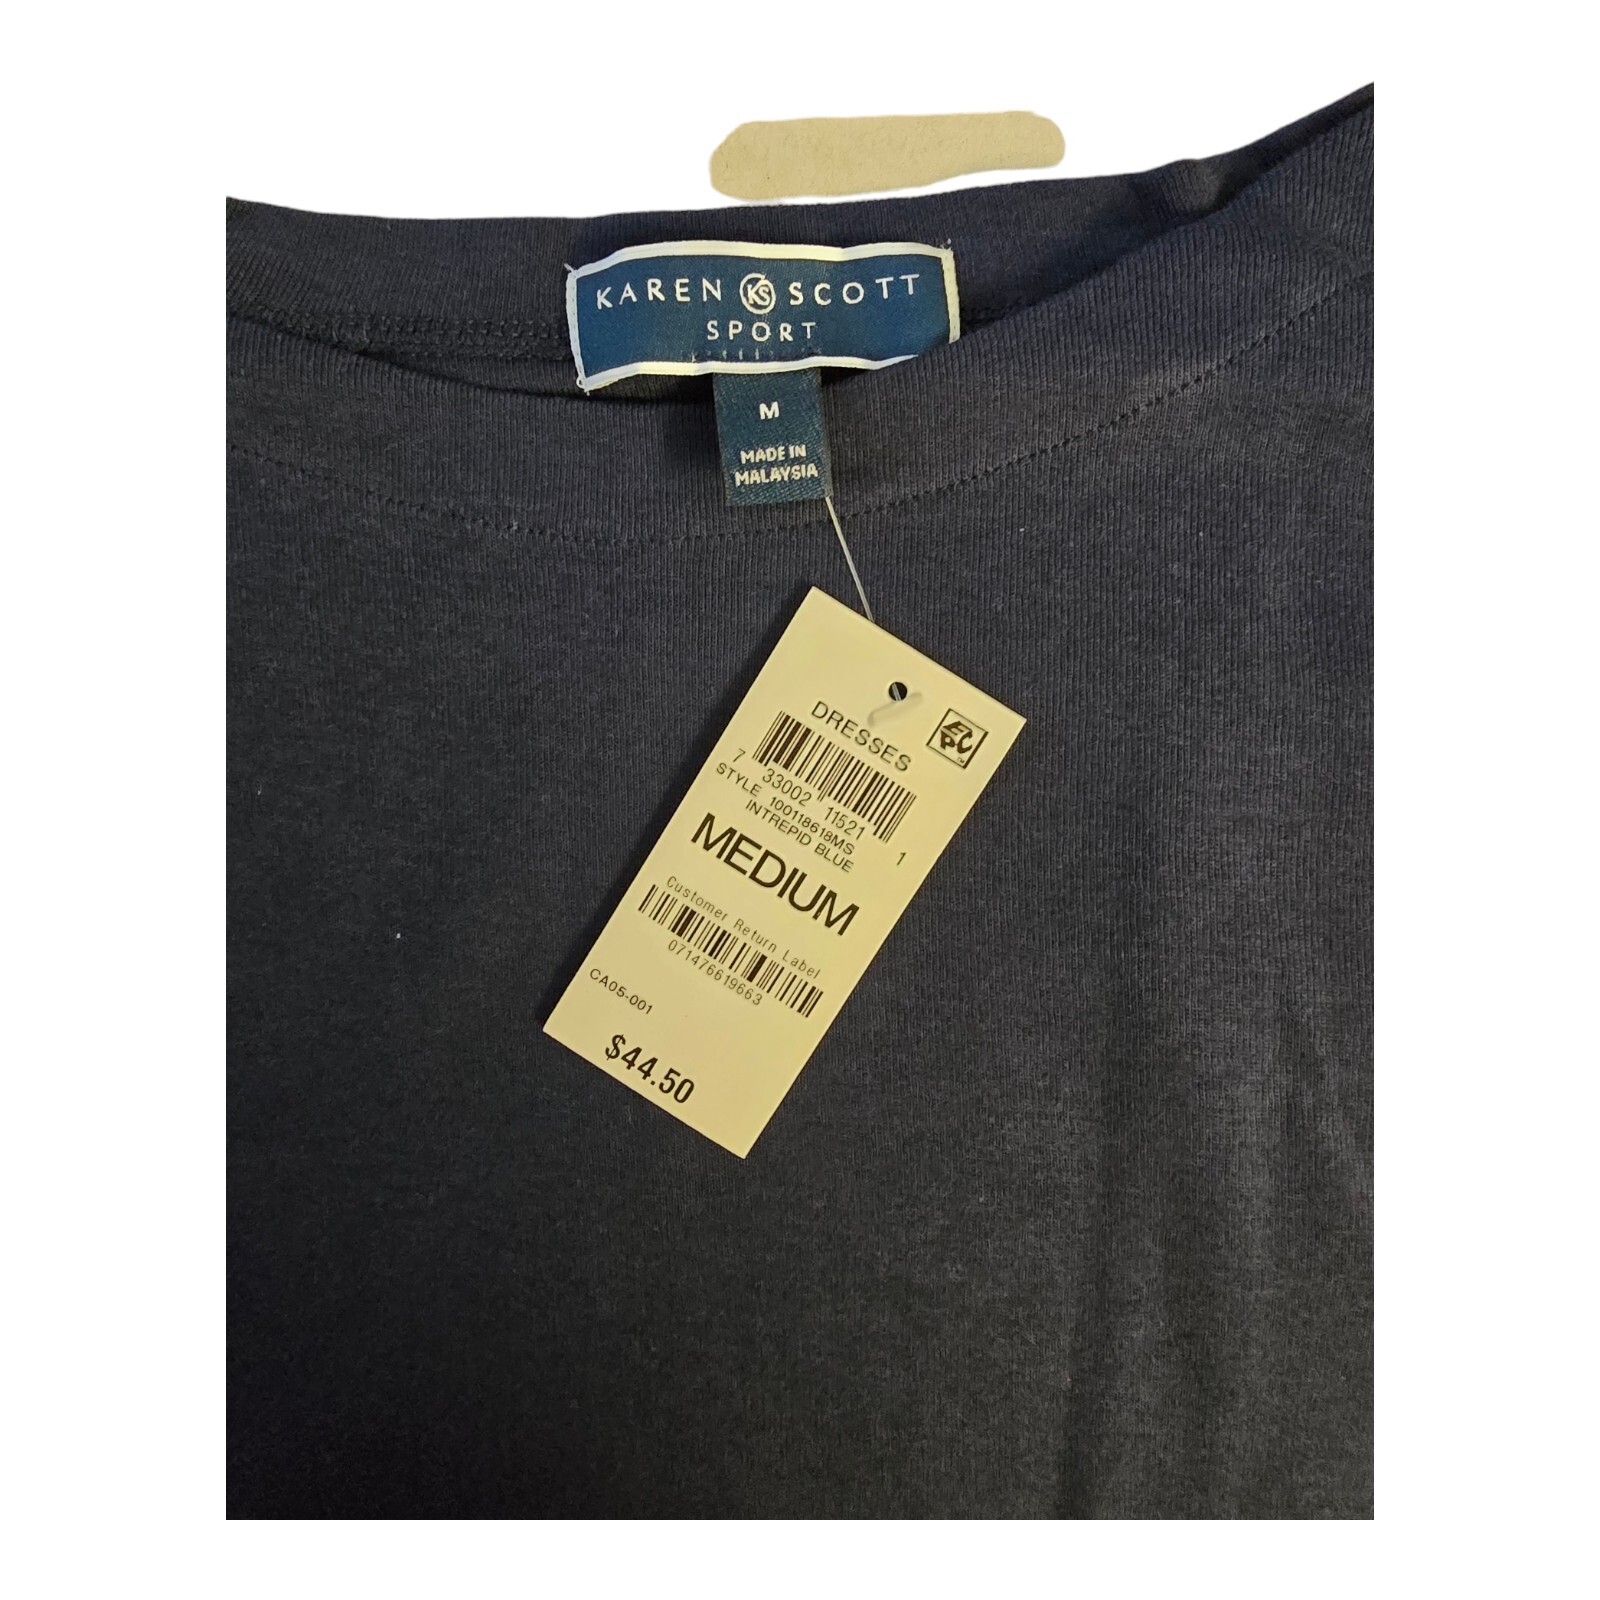 KAREN KS SCOTT
SPORT
M
MADE IN
MALAYSIA
DRESSES
EPC
7 33002 11521 1
STYLE 100118618MS
INTREPID BLUE
MEDIUM
Customer Return Label
071476619663
CA05-001
$44.50